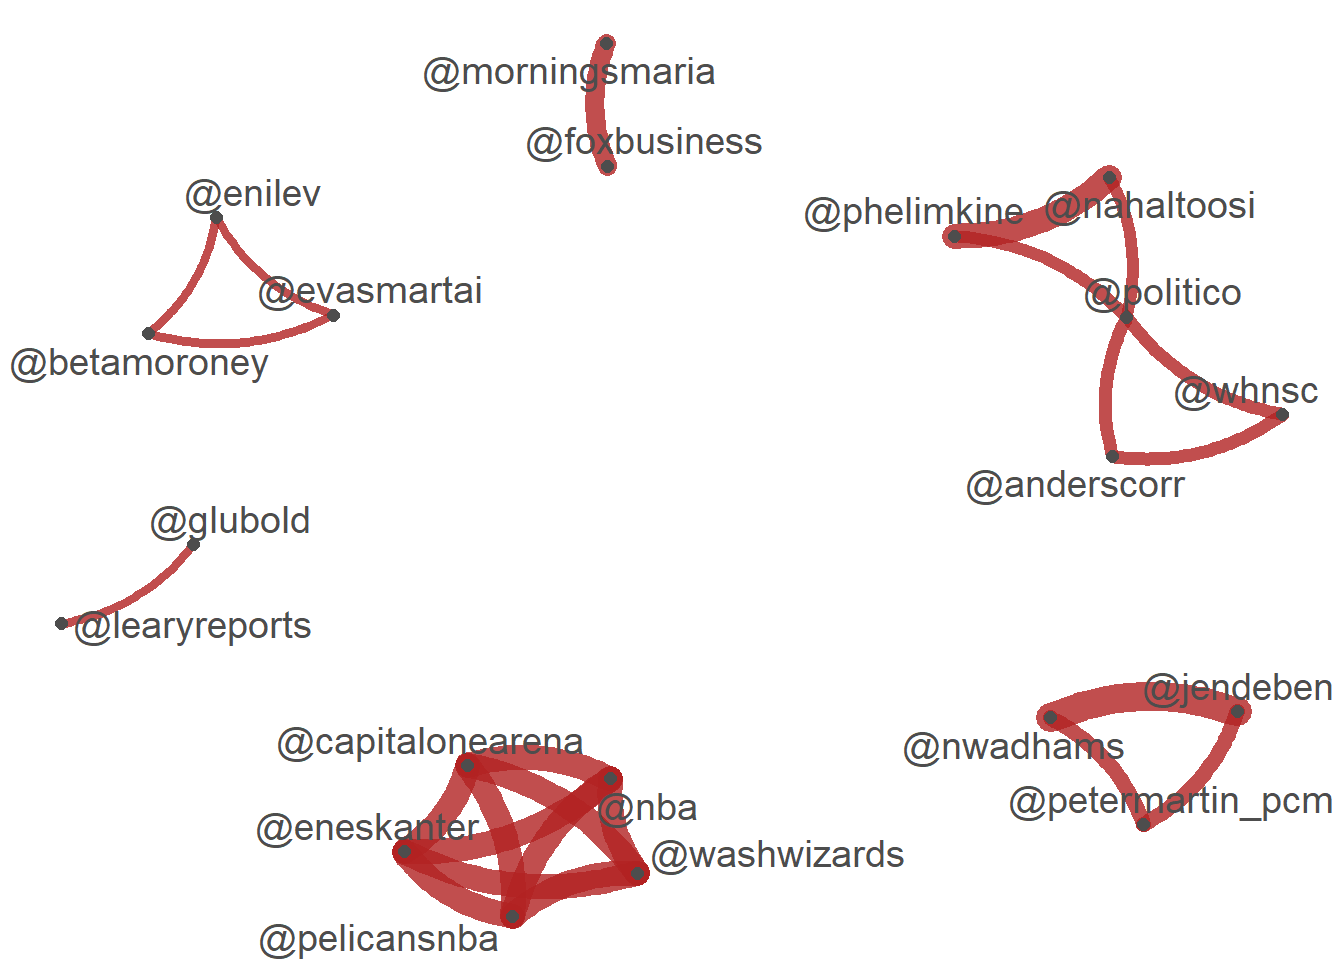 @morningsmaria
@foxbusiness
@enilev
@evasmartai
@betamoroney
@phelimkine
@nahaltoosi
@politico
@whnsc
@anderscorr
@glubold
@learyreports
@capitalonearena
@nba
@eneskanter
@washwizards
@pelicansnba
@jendeben
@nwadhams
@petermartin_pcm